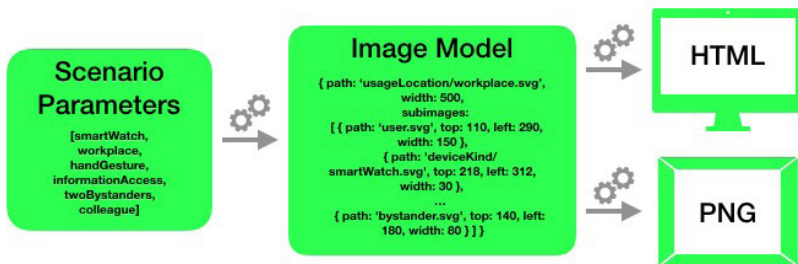 Scenario
Parameters
[smartWatch,
workplace,
handGesture,
informationAccess,
twoBystanders,
colleague]
Image Model
{ path: ‘usageLocation/workplace.svg’,
width: 500,
subimages:
[ { path: ‘user.svg’, top: 110, left: 290,
width: 150 },
{ path: ‘deviceKind/
smartWatch.svg’, top: 218, left: 312,
width: 30 },
...
{ path: ‘bystander.svg’, top: 140, left:
180, width: 80 } ] }
HTML
PNG